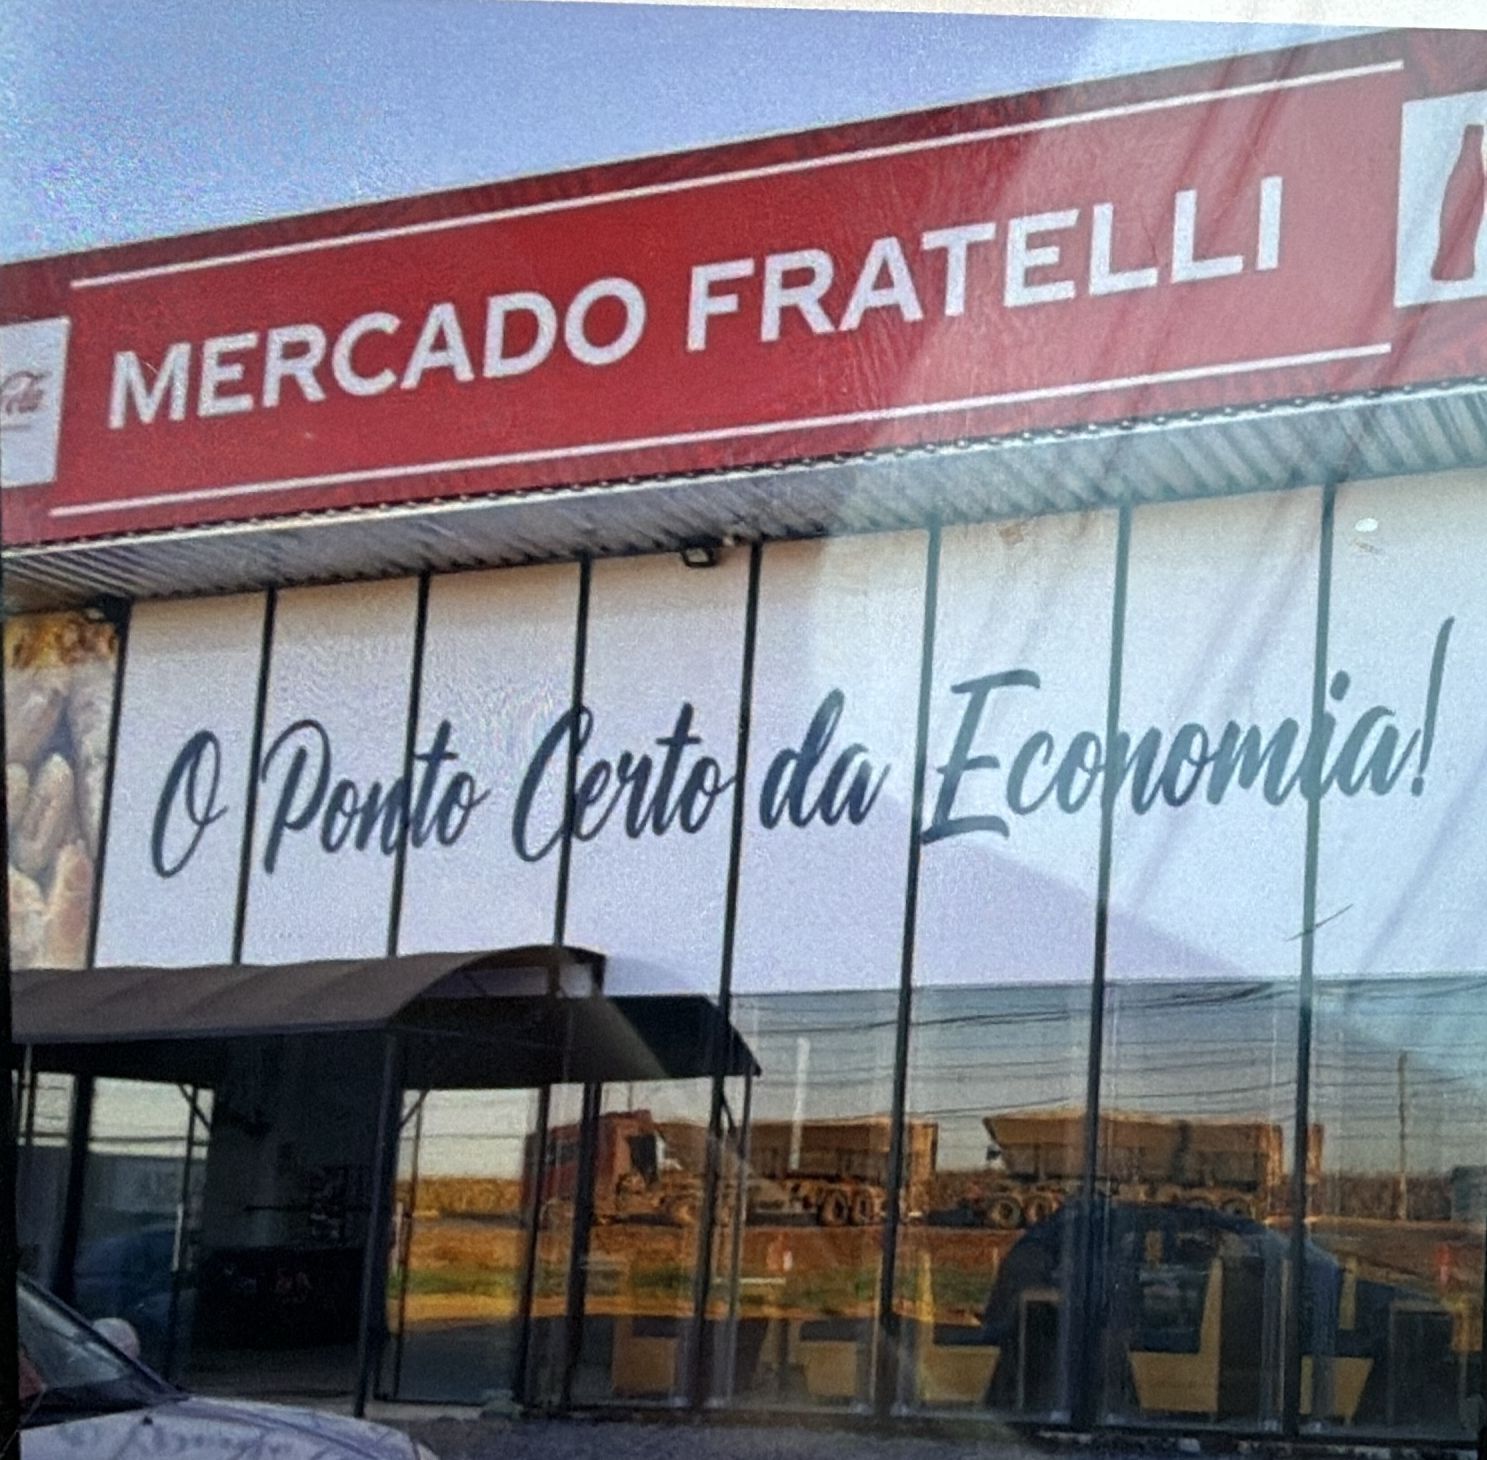 MERCADO FRATELLI
O Ponto Certo da Economia!